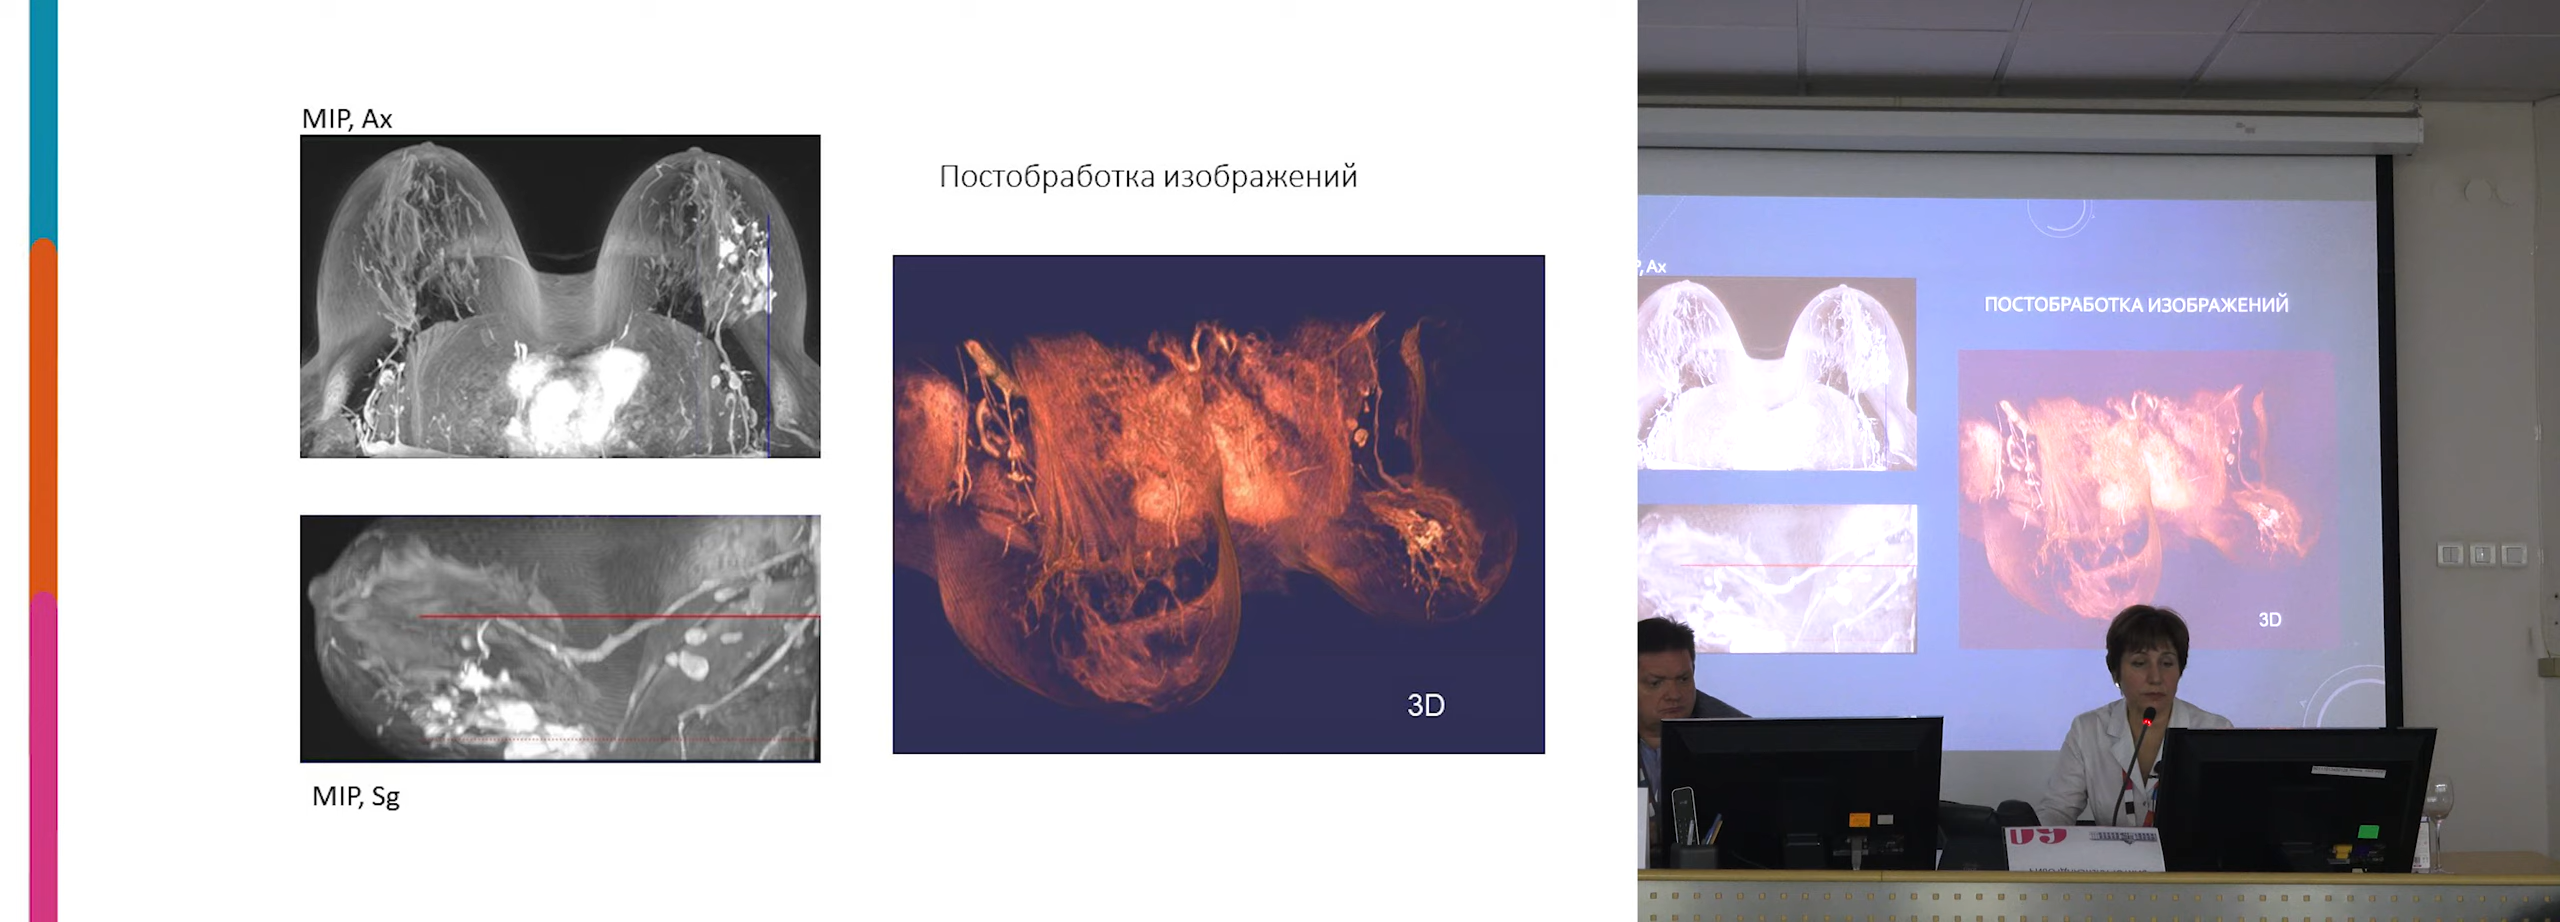 MIP, Ax
Постобработка изображений
3D
MIP, Sg
, Ax
ПОСТОБРАБОТКА ИЗОБРАЖЕНИЙ
3D